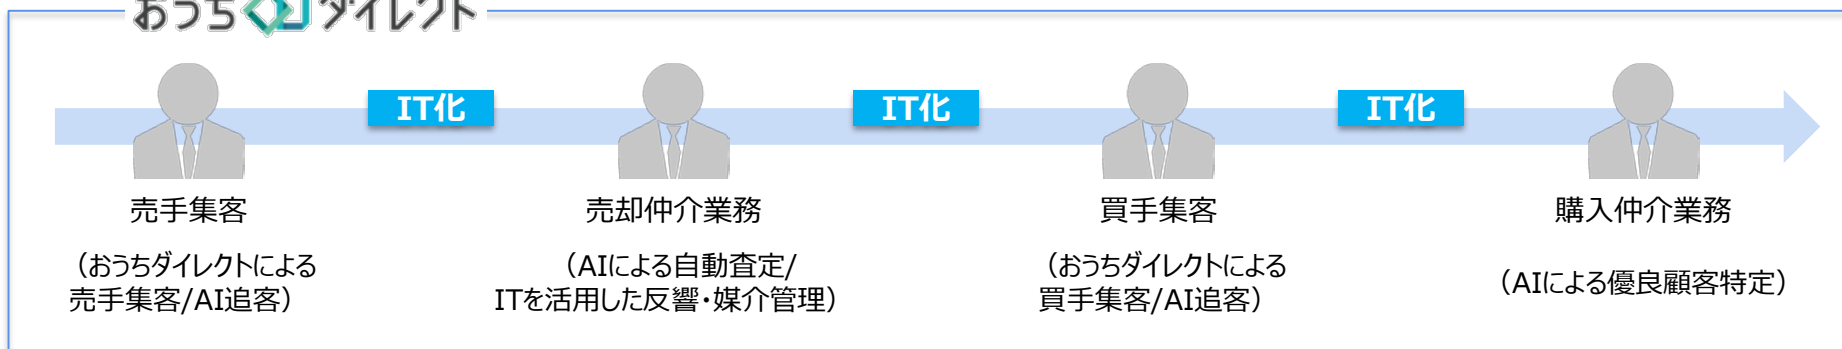 おうちダイレクト
IT化
IT化
IT化
売手集客
売却仲介業務
買手集客
購入仲介業務
（おうちダイレクトによる
売手集客/AI追客）
（AIによる自動査定/
ITを活用した反響・媒介管理）
（おうちダイレクトによる
買手集客/AI追客）
（AIによる優良顧客特定）